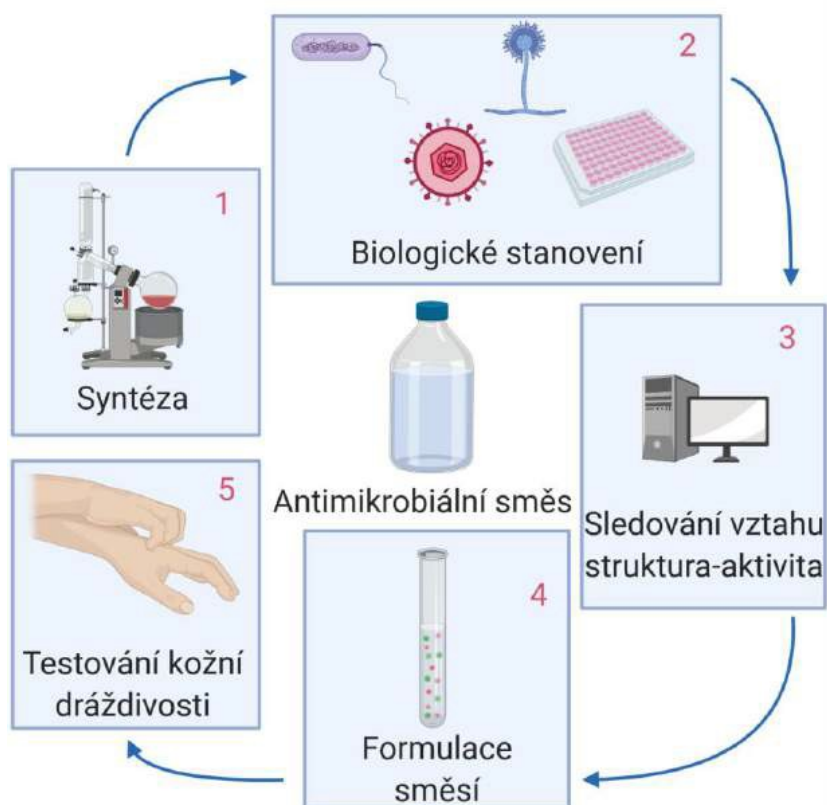 1
Syntéza
2
Biologické stanovení
3
Sledování vztahu
struktura-aktivita
4
Formulace
směsí
5
Testování kožní
dráždivosti
Antimikrobiální směs